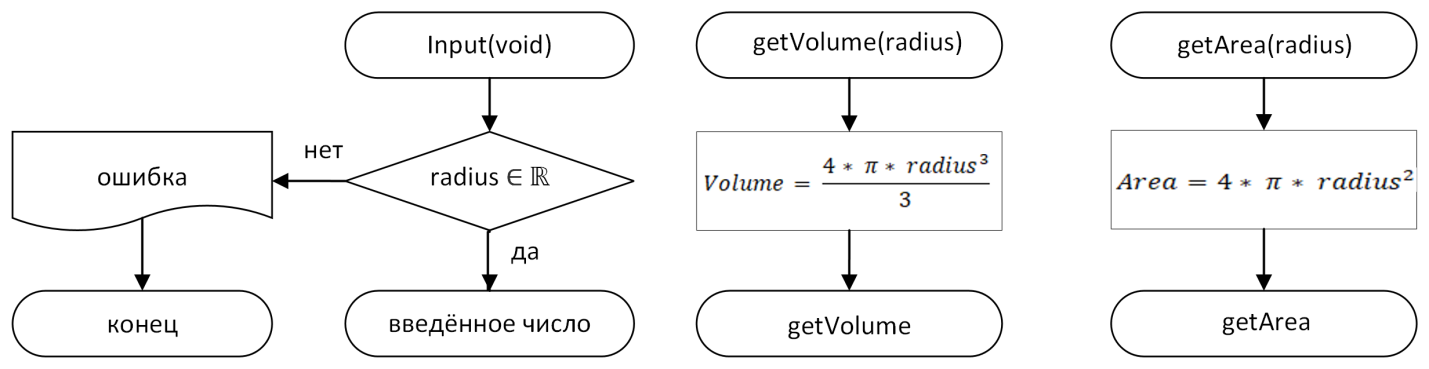 Input(void)
getVolume(radius)
getArea(radius)
нет
ошибка
radius ∈ ℝ
Volume = 4 * π * radius³ / 3
Area = 4 * π * radius²
да
конец
введённое число
getVolume
getArea